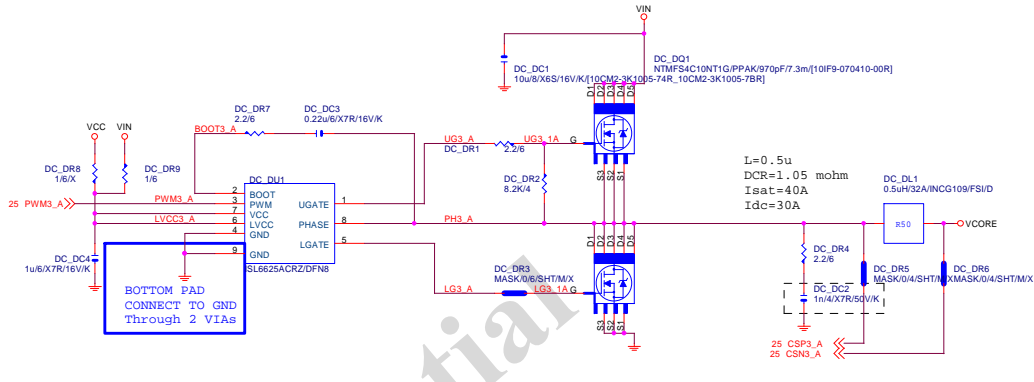 VIN
DC_DQ1
NTMFS4C10NT1G/PPAK/970pF/7.3m/[10IF9-070410-00R]
DC_DC1
10u/8/X6S/16V/K/[10CM2-3K1005-74R_10CM2-3K1005-7BR]
D1 D2 D3 D4 D5
DC_DR7
2.2/6
DC_DC3
0.22u/6/X7R/16V/K
VCC
VIN
BOOT3_A
UG3_A
DC_DR1
2.2/6
UG3_1A
G
S3 S2 S1
DC_DR8
1/6/X
DC_DR9
1/6
DC_DU1
DC_DR2
8.2K/4
L=0.5u
DCR=1.05 mohm
Isat=40A
Idc=30A
DC_DL1
0.5uH/32A/INCG109/FSI/D
25 PWM3_A
PWM3_A
LVCC3_A
2
3
7
6
4
9
BOOT
PWM
VCC
LVCC
GND
GND
UGATE
PHASE
LGATE
1
8
5
PH3_A
R50
VCORE
D1 D2 D3 D4 D5
DC_DC4
1u/6/X7R/16V/K
ISL6625ACRZ/DFN8
BOTTOM PAD
CONNECT TO GND
Through 2 VIAs
LG3_A
DC_DR3
MASK/0/6/SHT/M/X
LG3_1A
G
S3 S2 S1
DC_DR4
2.2/6
DC_DC2
1n/4/X7R/50V/K
DC_DR5
MASK/0/4/SHT/M/X
DC_DR6
MASK/0/4/SHT/M/X
25 CSP3_A
25 CSN3_A
tial